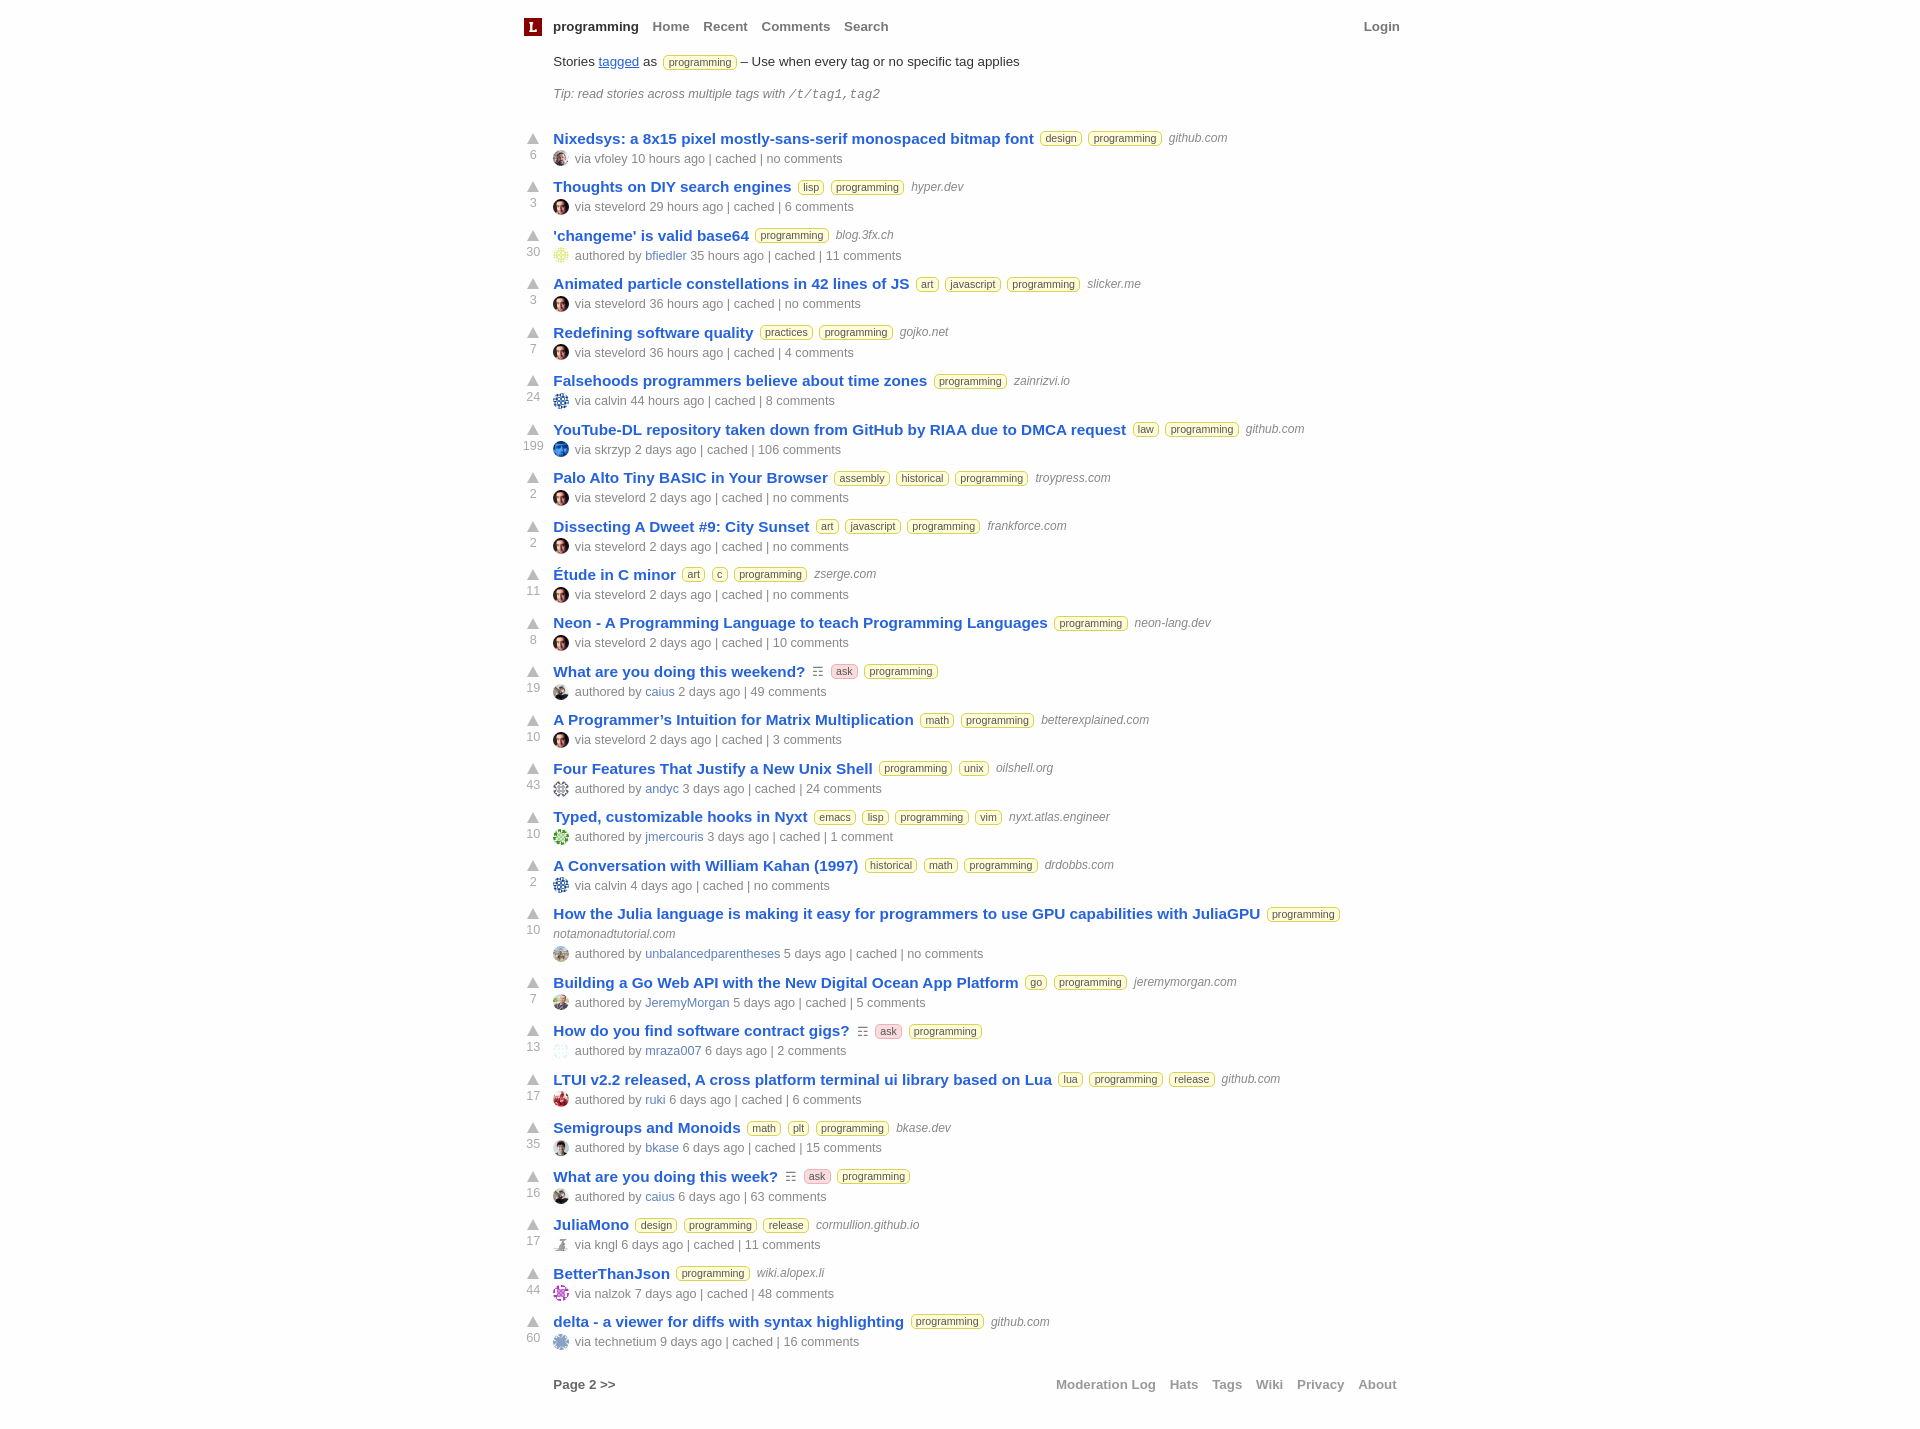 L programming Home Recent Comments Search Login
Stories tagged as programming – Use when every tag or no specific tag applies
Tip: read stories across multiple tags with /t/tag1,tag2
Nixedsys: a 8x15 pixel mostly-sans-serif monospaced bitmap font design programming github.com
6 via vfoley 10 hours ago | cached | no comments
Thoughts on DIY search engines lisp programming hyper.dev
3 via stevelord 29 hours ago | cached | 6 comments
'changeme' is valid base64 programming blog.3fx.ch
30 authored by bfiedler 35 hours ago | cached | 11 comments
Animated particle constellations in 42 lines of JS art javascript programming slicker.me
3 via stevelord 36 hours ago | cached | no comments
Redefining software quality practices programming gojko.net
7 via stevelord 36 hours ago | cached | 4 comments
Falsehoods programmers believe about time zones programming zainrizvi.io
24 via calvin 44 hours ago | cached | 8 comments
YouTube-DL repository taken down from GitHub by RIAA due to DMCA request law programming github.com
199 via skrzyp 2 days ago | cached | 106 comments
Palo Alto Tiny BASIC in Your Browser assembly historical programming troypress.com
2 via stevelord 2 days ago | cached | no comments
Dissecting A Dweet #9: City Sunset art javascript programming frankforce.com
2 via stevelord 2 days ago | cached | no comments
Étude in C minor art c programming zserge.com
11 via stevelord 2 days ago | cached | no comments
Neon - A Programming Language to teach Programming Languages programming neon-lang.dev
8 via stevelord 2 days ago | cached | 10 comments
What are you doing this weekend? ☶ ask programming
19 authored by caius 2 days ago | 49 comments
A Programmer’s Intuition for Matrix Multiplication math programming betterexplained.com
10 via stevelord 2 days ago | cached | 3 comments
Four Features That Justify a New Unix Shell programming unix oilshell.org
43 authored by andyc 3 days ago | cached | 24 comments
Typed, customizable hooks in Nyxt emacs lisp programming vim nyxt.atlas.engineer
10 authored by jmercouris 3 days ago | cached | 1 comment
A Conversation with William Kahan (1997) historical math programming drdobbs.com
2 via calvin 4 days ago | cached | no comments
How the Julia language is making it easy for programmers to use GPU capabilities with JuliaGPU programming
10 notamonadtutorial.com
authored by unbalancedparentheses 5 days ago | cached | no comments
Building a Go Web API with the New Digital Ocean App Platform go programming jeremymorgan.com
7 authored by JeremyMorgan 5 days ago | cached | 5 comments
How do you find software contract gigs? ☶ ask programming
13 authored by mraza007 6 days ago | 2 comments
LTUI v2.2 released, A cross platform terminal ui library based on Lua lua programming release github.com
17 authored by ruki 6 days ago | cached | 6 comments
Semigroups and Monoids math plt programming bkase.dev
35 authored by bkase 6 days ago | cached | 15 comments
What are you doing this week? ☶ ask programming
16 authored by caius 6 days ago | 63 comments
JuliaMono design programming release cormullion.github.io
17 via kngl 6 days ago | cached | 11 comments
BetterThanJson programming wiki.alopex.li
44 via nalzok 7 days ago | cached | 48 comments
delta - a viewer for diffs with syntax highlighting programming github.com
60 via technetium 9 days ago | cached | 16 comments
Page 2 >> Moderation Log Hats Tags Wiki Privacy About